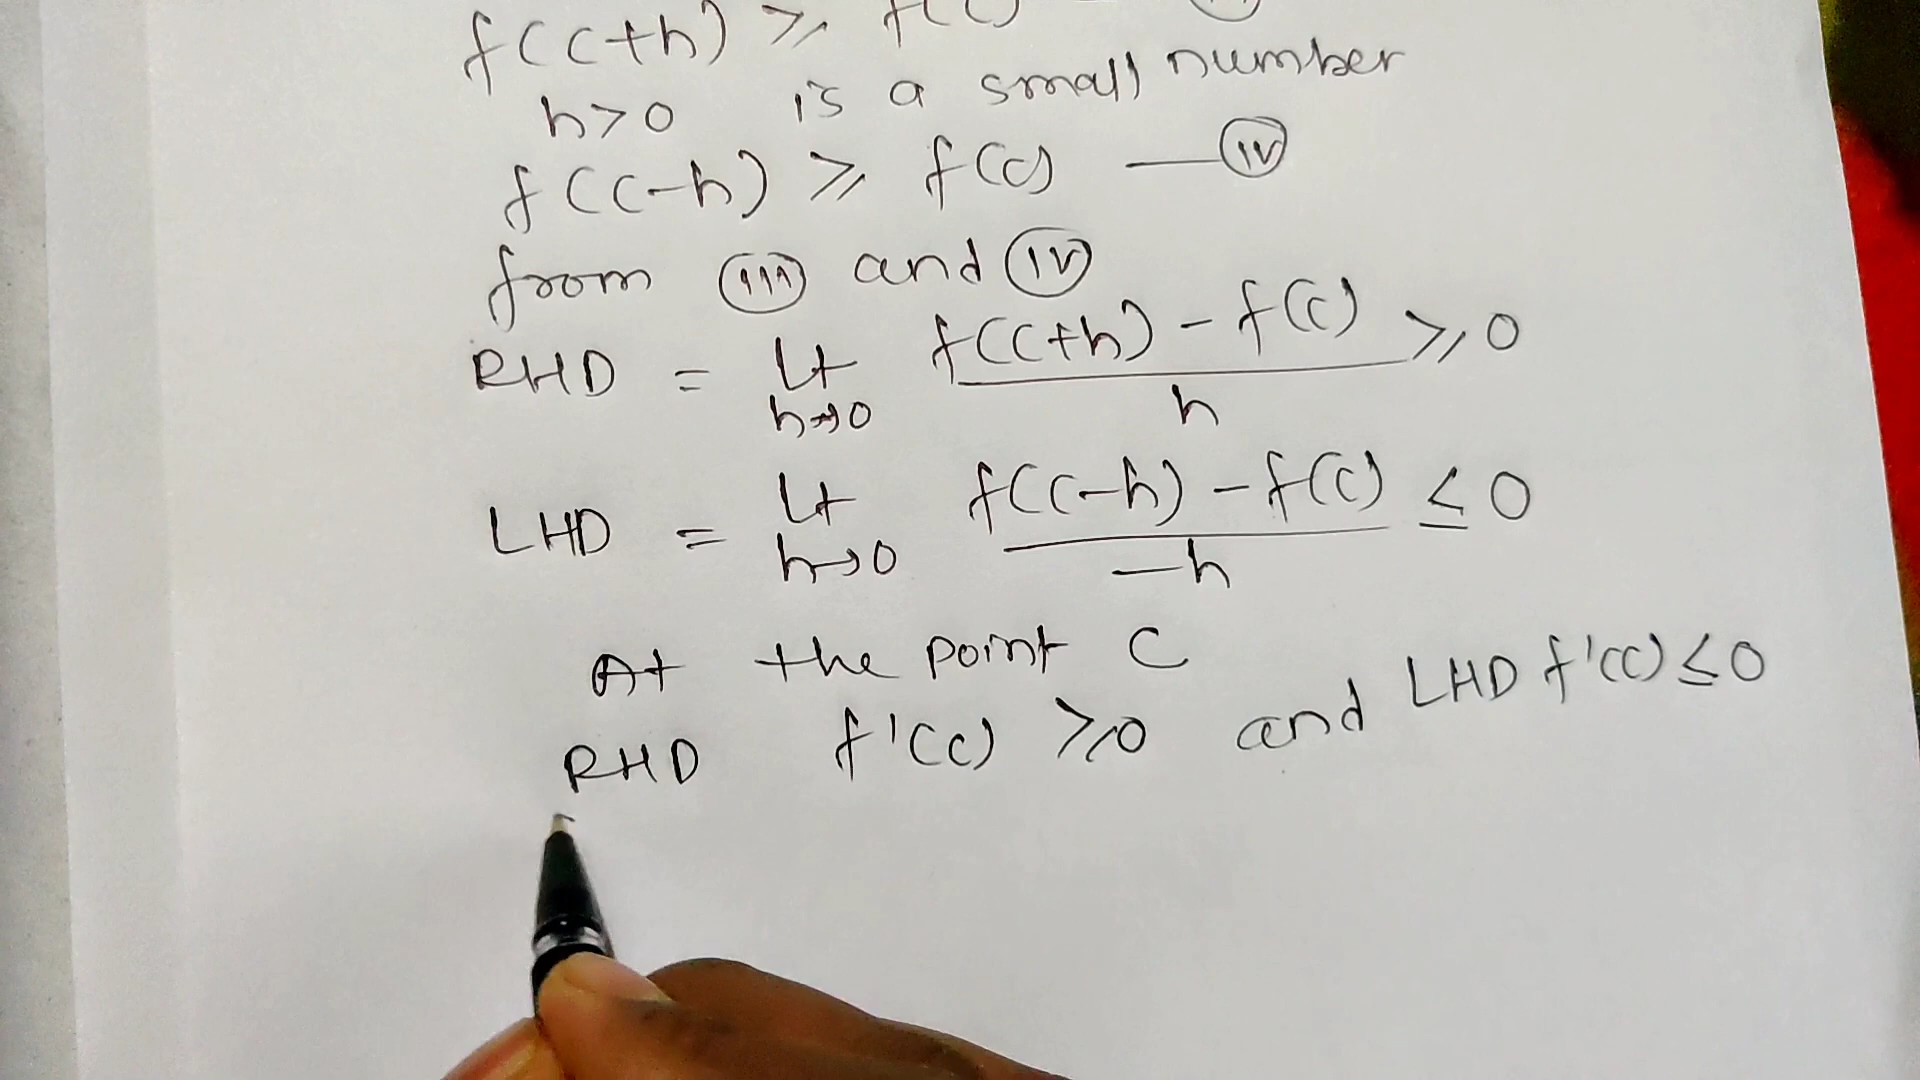 f(c+h) ≥ f(c) —
h>0 is a small number
f(c-h) ≥ f(c) — (iv)
from (iii) and (iv)
RHD = Lt h→0 f(c+h) - f(c) / h ≥ 0
LHD = Lt h→0 f(c-h) - f(c) / -h ≤ 0
At the point C
RHD f'(c) ≥ 0 and LHD f'(c) ≤ 0